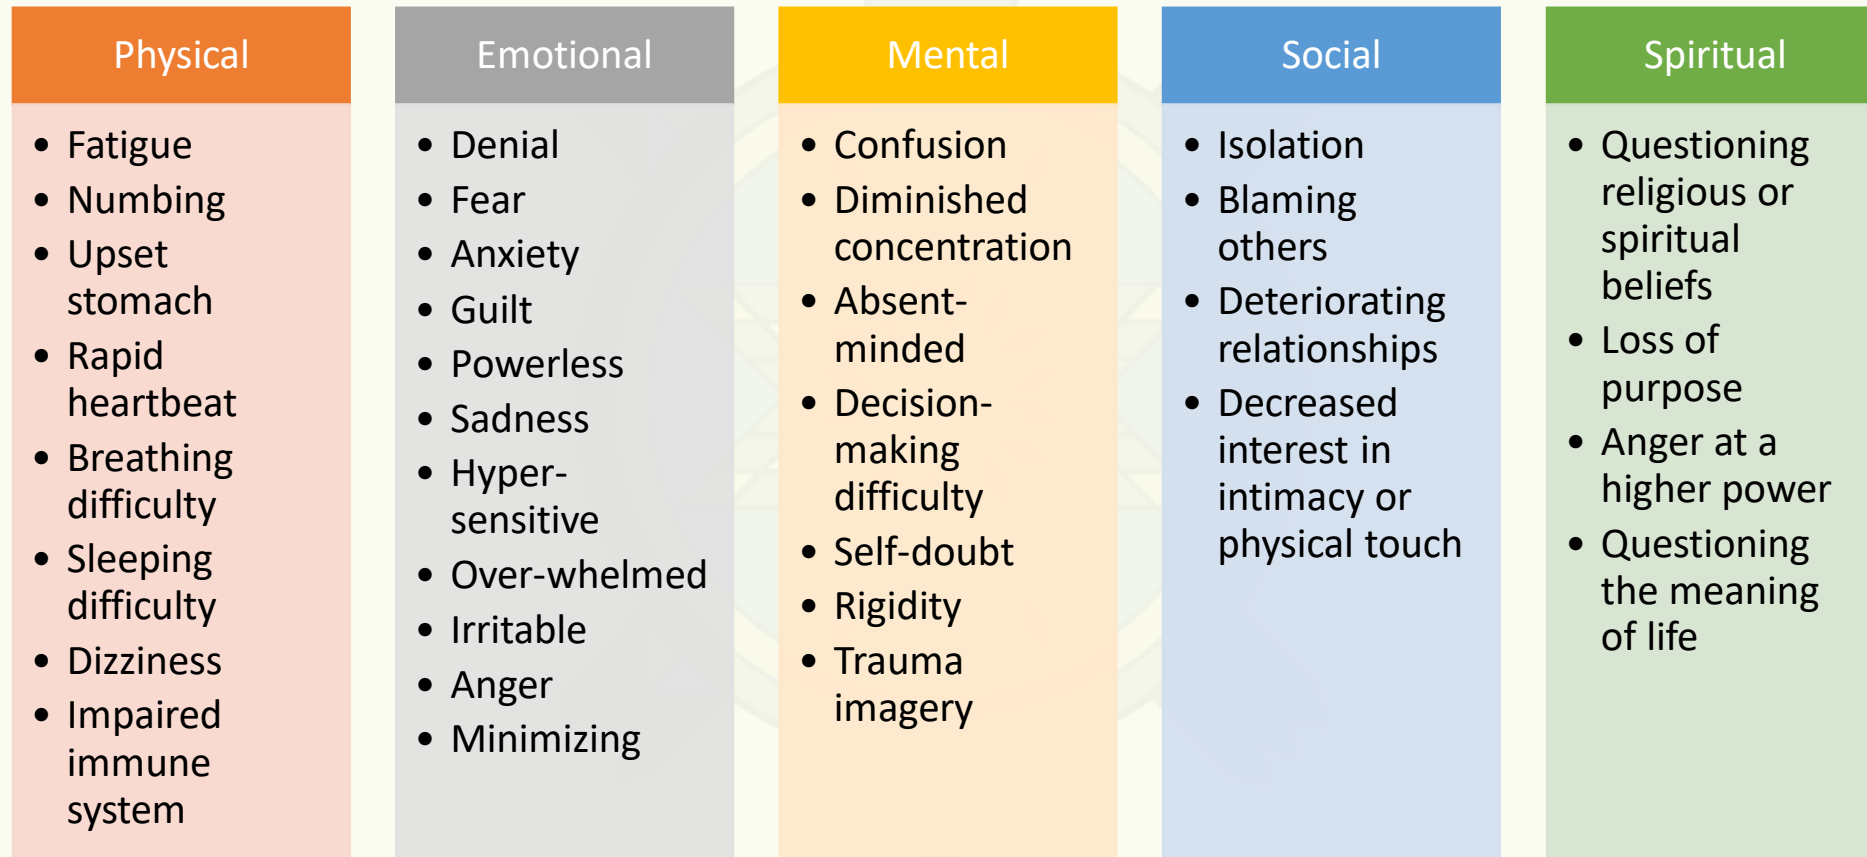 Physical
• Fatigue
• Numbing
• Upset
stomach
• Rapid
heartbeat
• Breathing
difficulty
• Sleeping
difficulty
• Dizziness
• Impaired
immune
system
Emotional
• Denial
• Fear
• Anxiety
• Guilt
• Powerless
• Sadness
• Hyper-
sensitive
• Over-whelmed
• Irritable
• Anger
• Minimizing
Mental
• Confusion
• Diminished
concentration
• Absent-
minded
• Decision-
making
difficulty
• Self-doubt
• Rigidity
• Trauma
imagery
Social
• Isolation
• Blaming
others
• Deteriorating
relationships
• Decreased
interest in
intimacy or
physical touch
Spiritual
• Questioning
religious or
spiritual
beliefs
• Loss of
purpose
• Anger at a
higher power
• Questioning
the meaning
of life